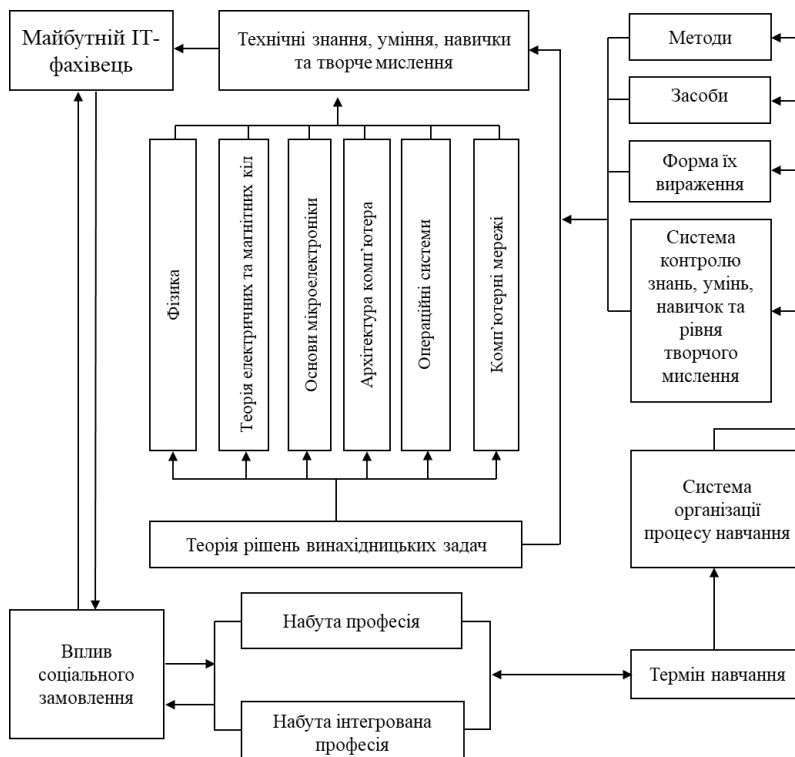 Майбутній ІТ-
фахівець
Технічні знання, уміння, навички
та творче мислення
Методи
Засоби
Форма їх
вираження
Система
контролю
знань, умінь,
навичок та
рівня
творчого
мислення
Фізика
Теорія електричних та магнітних кіл
Основи мікроелектроніки
Архітектура комп’ютера
Операційні системи
Комп’ютерні мережі
Теорія рішень винахідницьких задач
Система
організації
процесу навчання
Вплив
соціального
замовлення
Набута професія
Набута інтегрована
професія
Термін навчання